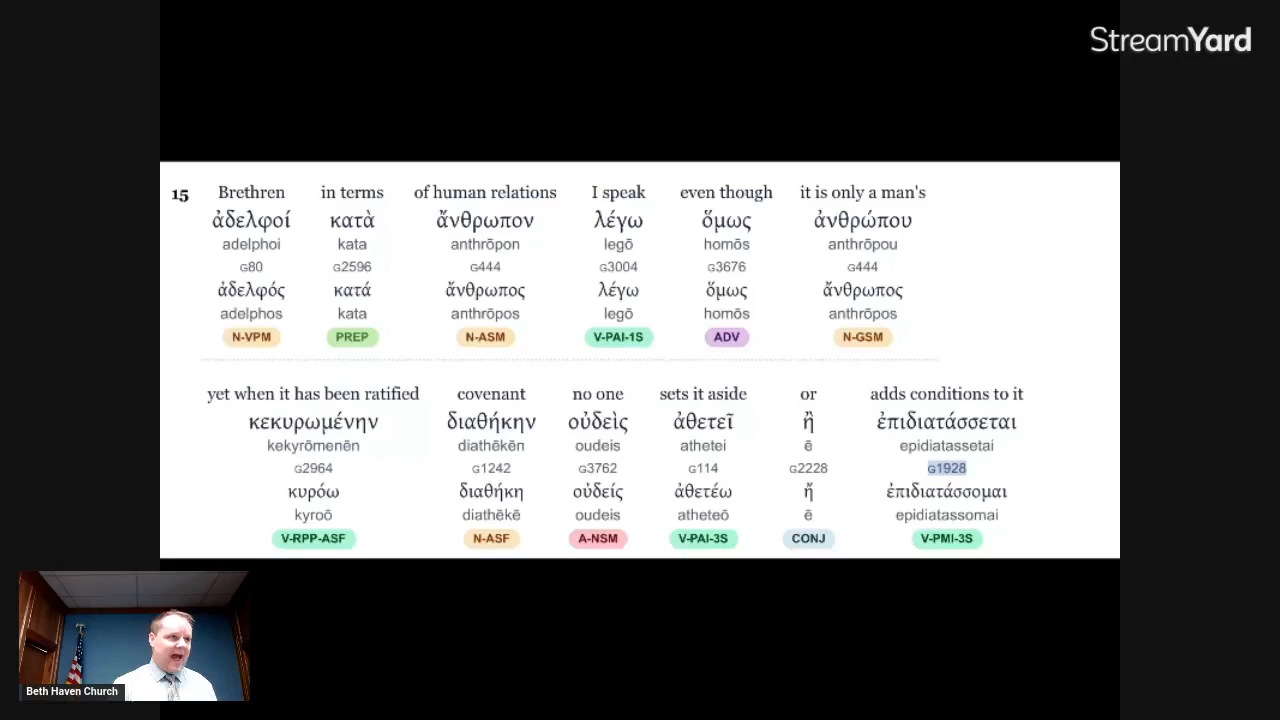 StreamYard
15 Brethren in terms of human relations I speak even though it is only a man's
ἀδελφοί κατὰ ἄνθρωπον λέγω ὅμως ἀνθρώπου
adelphoi kata anthrōpon legō homōs anthrōpou
G80 G2596 G444 G3004 G3676 G444
ἀδελφός κατά ἄνθρωπος λέγω ὅμως ἄνθρωπος
adelphos kata anthrōpos legō homōs anthrōpos
N-VPM PREP N-ASM V-PAI-1S ADV N-GSM
yet when it has been ratified covenant no one sets it aside or adds conditions to it
κεκυρωμένην διαθήκην οὐδεὶς ἀθετεῖ ἢ ἐπιδιατάσσεται
kekyrōmenēn diathēkēn oudeis athetei ē epidiatassetai
G2964 G1242 G3762 G114 G2228 G1928
κυρόω διαθήκη οὐδείς ἀθετέω ἤ ἐπιδιατάσσομαι
kyroō diathēkē oudeis atheteō ē epidiatassomai
V-RPP-ASF N-ASF A-NSM V-PAI-3S CONJ V-PMI-3S
Beth Haven Church